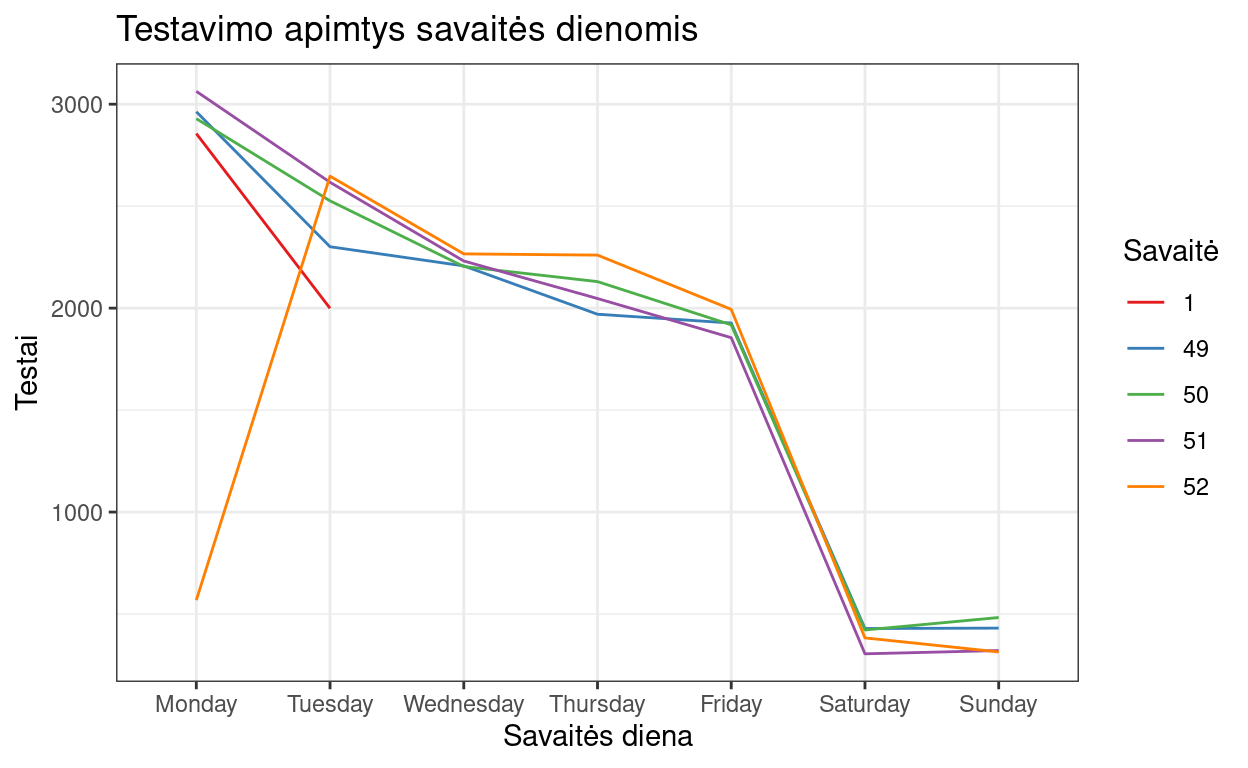 Testavimo apimtys savaitės dienomis
3000
2000
1000
Testai
Monday Tuesday Wednesday Thursday Friday Saturday Sunday
Savaitės diena
Savaitė
1
49
50
51
52